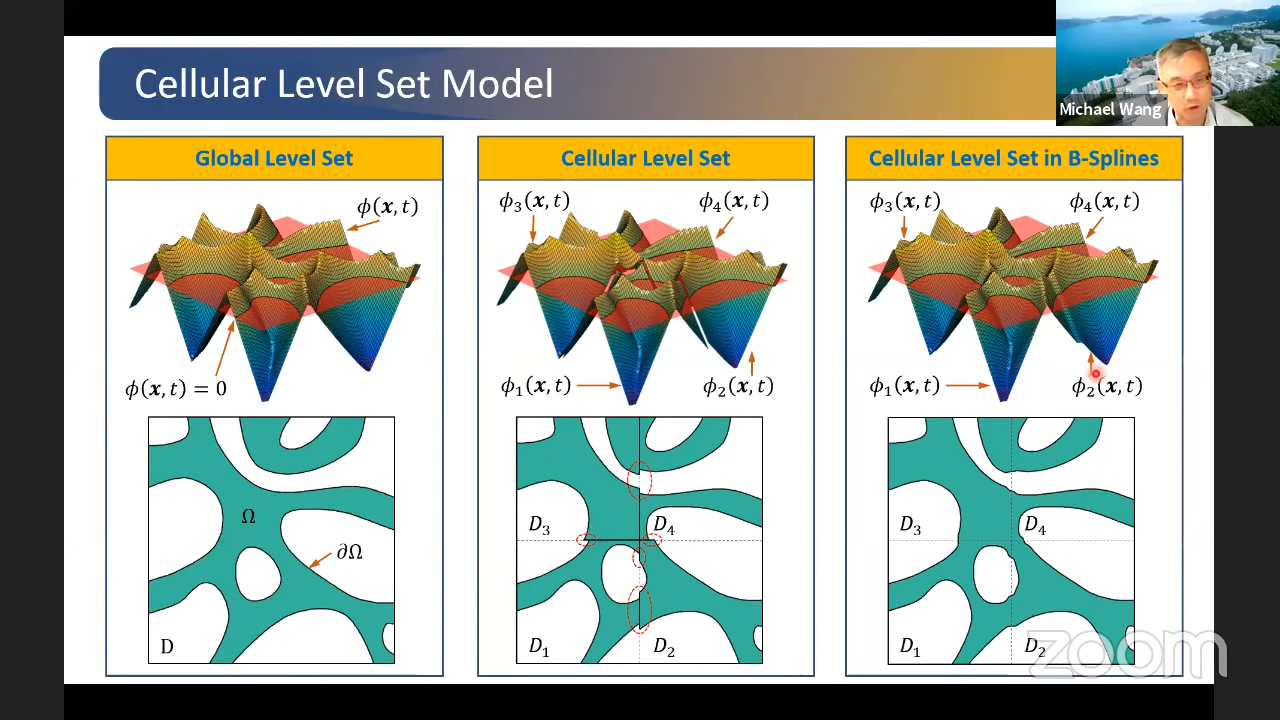 Cellular Level Set Model
Michael Wang
Global Level Set
ϕ(x, t)
ϕ(x, t) = 0
Ω
∂Ω
D
Cellular Level Set
ϕ3(x, t)
ϕ4(x, t)
ϕ1(x, t)
ϕ2(x, t)
D3
D4
D1
D2
Cellular Level Set in B-Splines
ϕ3(x, t)
ϕ4(x, t)
ϕ1(x, t)
ϕ2(x, t)
D3
D4
D1
D2
zoom